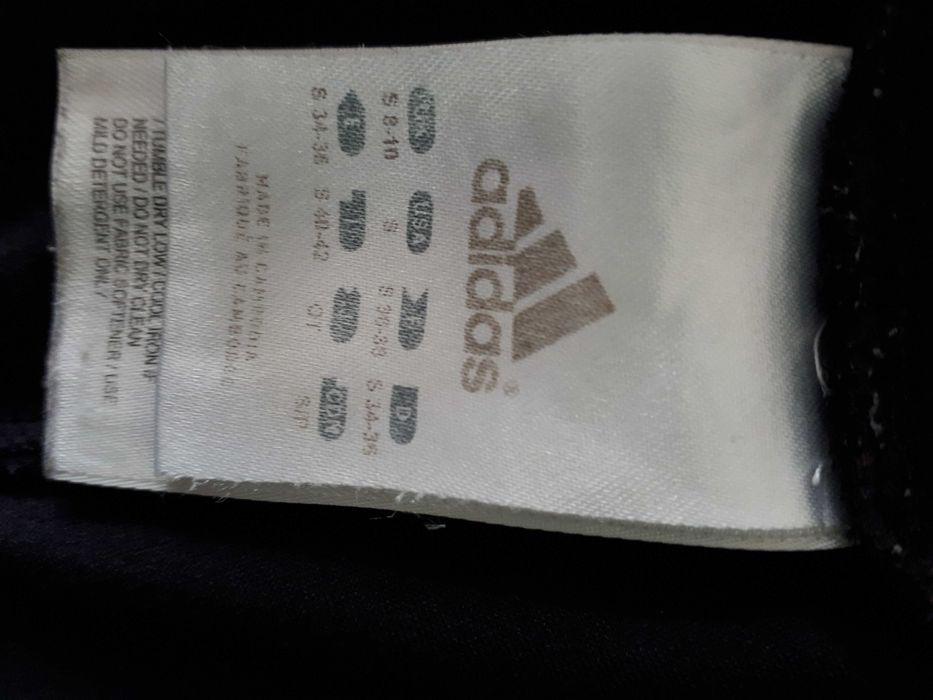 adidas®
UK USA F D
S 8-10 S S 36-38 S 34-36
E I CDN
S 34-36 S 40-42 OT S/P
MADE IN CAMBODIA
FABRIQUÉ AU CAMBODGE
/ TUMBLE DRY LOW / COOL IRON IF
NEEDED / DO NOT DRY CLEAN
DO NOT USE FABRIC SOFTENER / USE
MILD DETERGENT ONLY